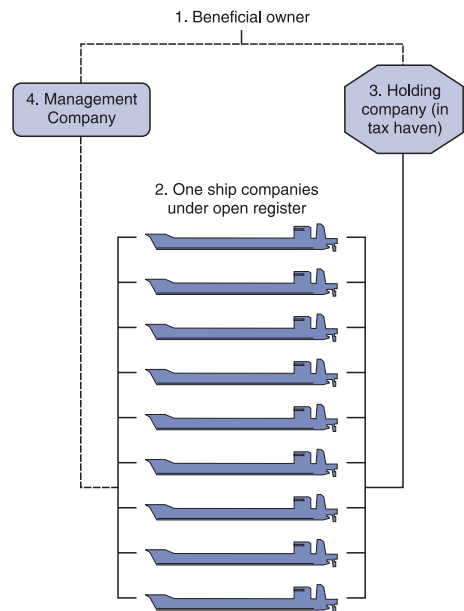 1. Beneficial owner
4. Management
Company
3. Holding
company (in
tax haven)
2. One ship companies
under open register